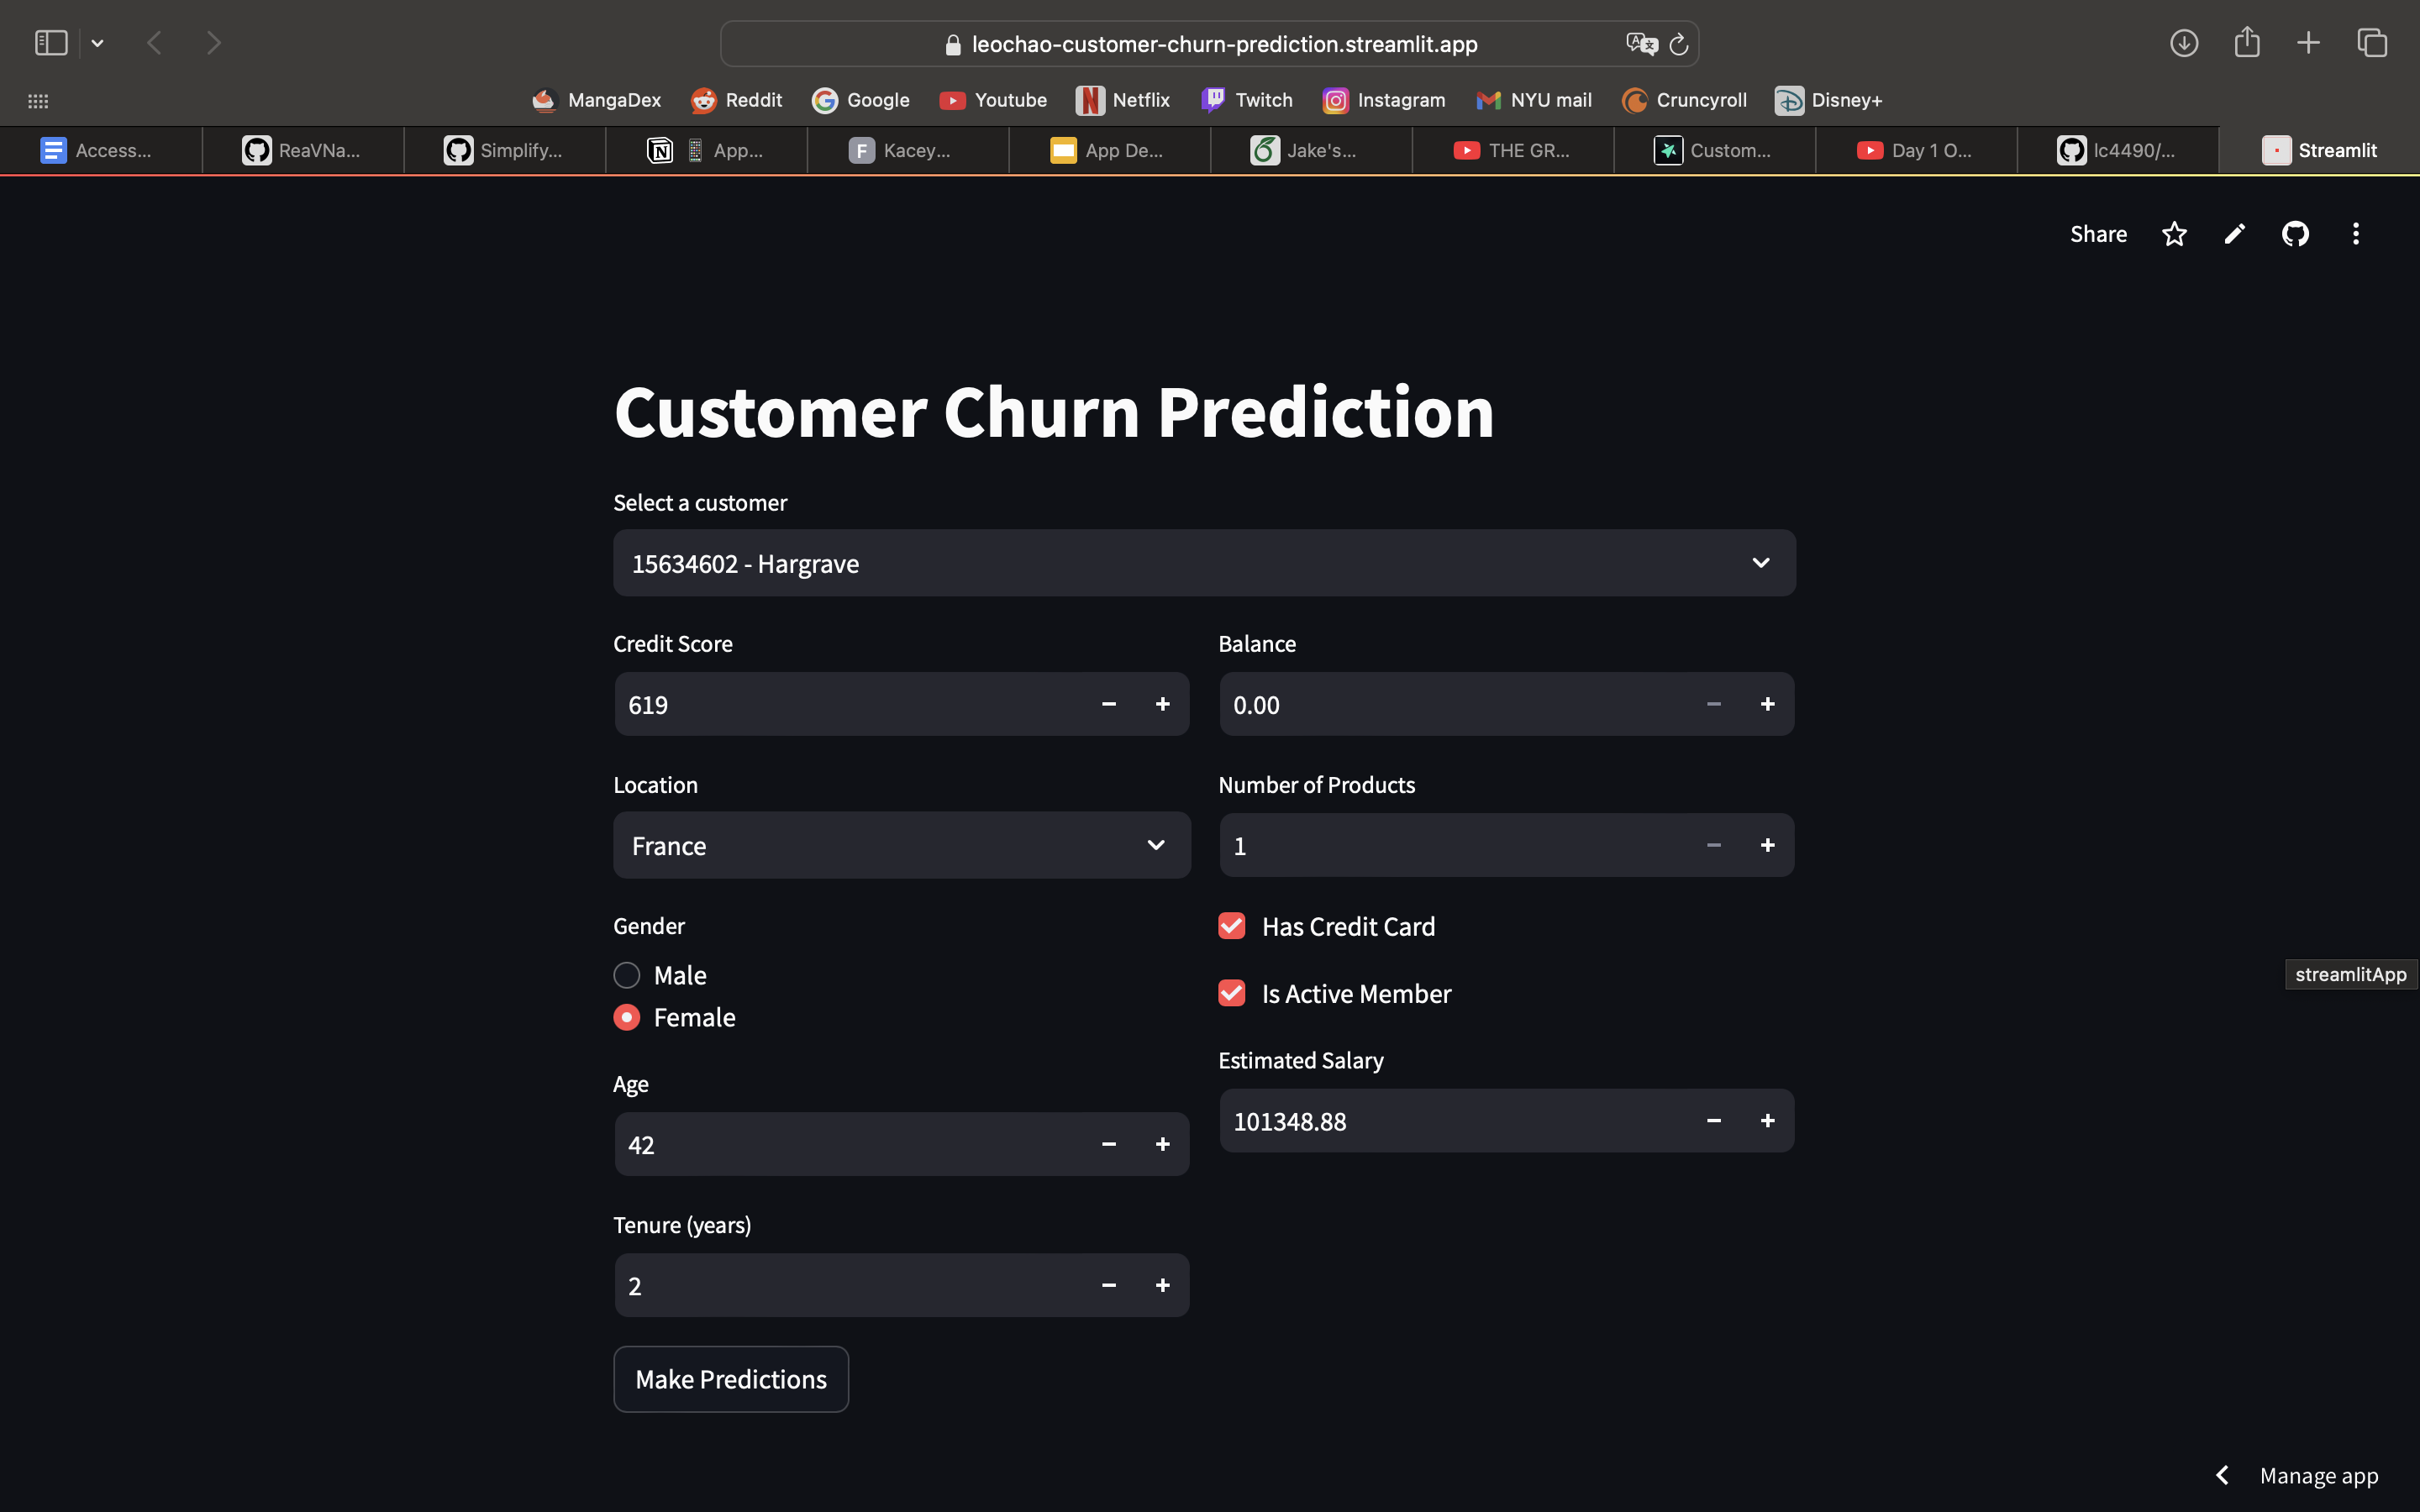 leochao-customer-churn-prediction.streamlit.app
MangaDex Reddit Google Youtube Netflix Twitch Instagram NYU mail Cruncyroll Disney+
Access... ReaVNa... Simplify... App... F Kacey... App De... Jake's... THE GR... Custom... Day 1 O... lc4490/... Streamlit
Share
Customer Churn Prediction
Select a customer
15634602 - Hargrave
Credit Score
619
Location
France
Gender
Male
Female
Age
42
Tenure (years)
2
Make Predictions
Balance
0.00
Number of Products
1
Has Credit Card
Is Active Member
Estimated Salary
101348.88
streamlitApp
Manage app